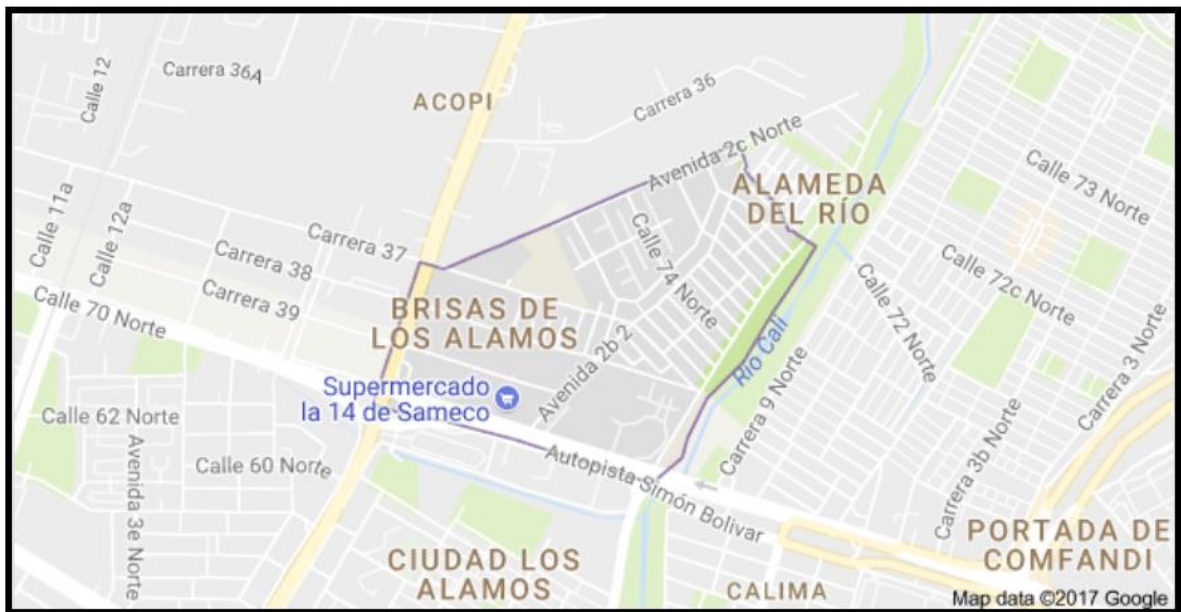 Calle 12
Carrera 36A
ACOPI
Carrera 36
Avenida 2c Norte
Calle 73 Norte
ALAMEDA
DEL RÍO
Calle 11a
Calle 12a
Carrera 37
Carrera 38
Carrera 39
Calle 74 Norte
Calle 72c Norte
Calle 70 Norte
BRISAS DE
LOS ALAMOS
Calle 72 Norte
Rio Cali
Carrera 3 Norte
Avenida 2b 2
Supermercado
la 14 de Sameco
Calle 62 Norte
Carrera 9 Norte
Avenida 3e Norte
Calle 60 Norte
Autopista Simón Bolivar
Carrera 3b Norte
PORTADA DE
COMFANDI
CIUDAD LOS
ALAMOS
CALIMA
Map data ©2017 Google